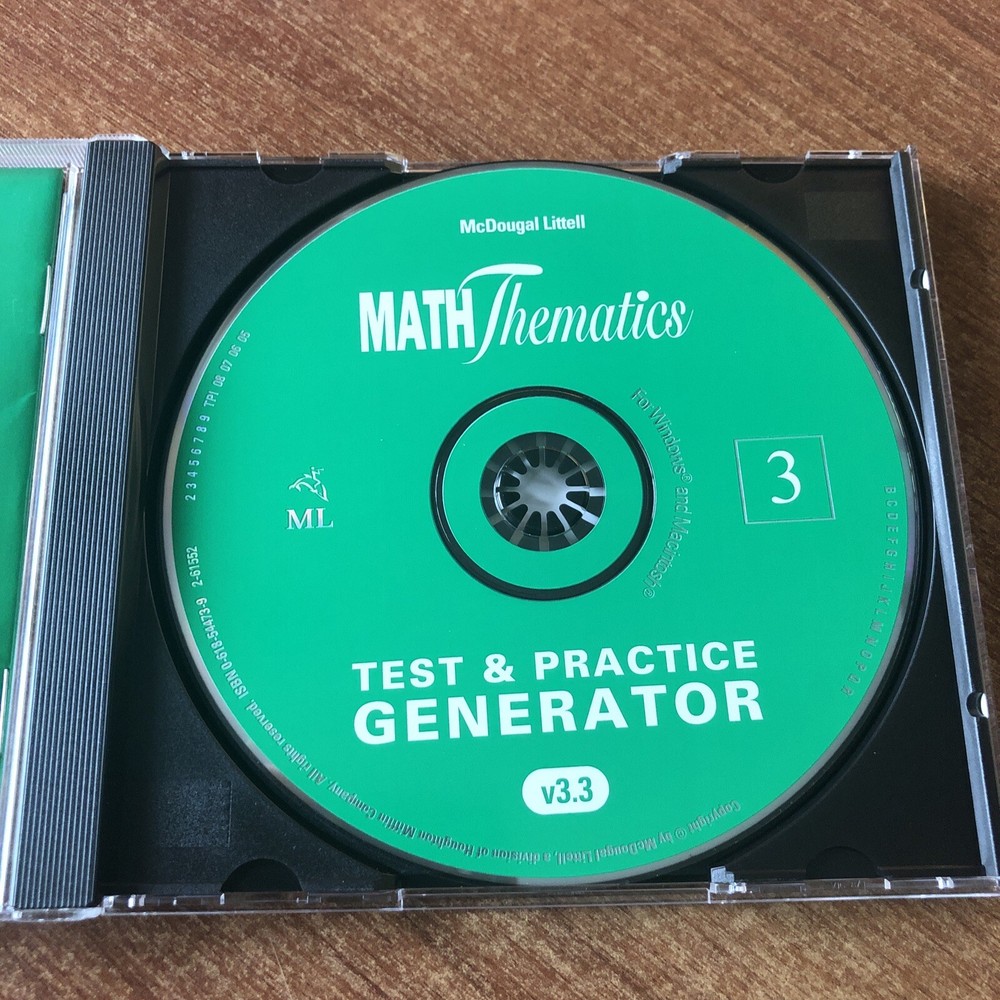 McDougal Littell
MATHThematics
For Windows® and Macintosh®
3
ML
TEST & PRACTICE
GENERATOR
v3.3
Copyright © by McDougal Littell, a division of Houghton Mifflin Company. All rights reserved. ISBN 0-618-54473-9 2-61552
2 3 4 5 6 7 8 9 TPI 08 07 06 05
B C D E F G H I J K L M N O P Q R